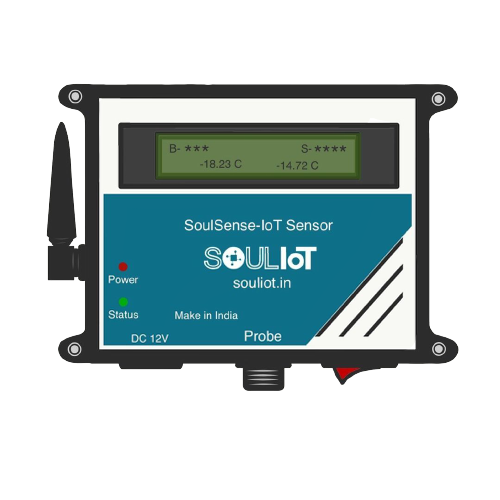 B- *** S- ****
-18.23 C -14.72 C
SoulSense-IoT Sensor
SOULIoT
souliot.in
Power
Status
Make in India
DC 12V
Probe